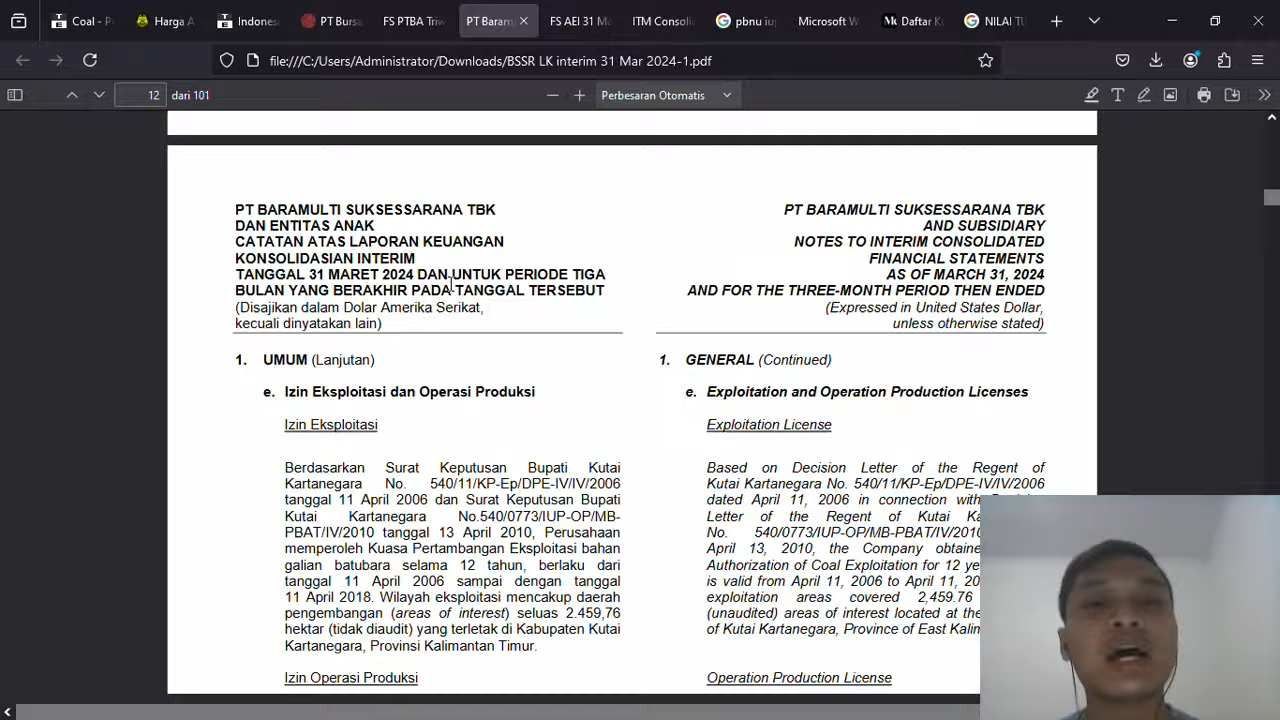 Coal -
Harga A
Indones
PT Bursa
FS PTBA Triw
PT Baram
FS AEI 31 Ma
ITM Consoli
pbnu iup
Microsoft W
Daftar K
NILAI TU
file:///C:/Users/Administrator/Downloads/BSSR LK interim 31 Mar 2024-1.pdf
12 dari 101
Perbesaran Otomatis
PT BARAMULTI SUKSESSARANA TBK
DAN ENTITAS ANAK
CATATAN ATAS LAPORAN KEUANGAN
KONSOLIDASIAN INTERIM
TANGGAL 31 MARET 2024 DAN UNTUK PERIODE TIGA
BULAN YANG BERAKHIR PADA TANGGAL TERSEBUT
(Disajikan dalam Dolar Amerika Serikat,
kecuali dinyatakan lain)
1. UMUM (Lanjutan)
e. Izin Eksploitasi dan Operasi Produksi
Izin Eksploitasi
Berdasarkan Surat Keputusan Bupati Kutai
Kartanegara No. 540/11/KP-Ep/DPE-IV/IV/2006
tanggal 11 April 2006 dan Surat Keputusan Bupati
Kutai Kartanegara No.540/0773/IUP-OP/MB-
PBAT/IV/2010 tanggal 13 April 2010, Perusahaan
memperoleh Kuasa Pertambangan Eksploitasi bahan
galian batubara selama 12 tahun, berlaku dari
tanggal 11 April 2006 sampai dengan tanggal
11 April 2018. Wilayah eksploitasi mencakup daerah
pengembangan (areas of interest) seluas 2.459,76
hektar (tidak diaudit) yang terletak di Kabupaten Kutai
Kartanegara, Provinsi Kalimantan Timur.
Izin Operasi Produksi
PT BARAMULTI SUKSESSARANA TBK
AND SUBSIDIARY
NOTES TO INTERIM CONSOLIDATED
FINANCIAL STATEMENTS
AS OF MARCH 31, 2024
AND FOR THE THREE-MONTH PERIOD THEN ENDED
(Expressed in United States Dollar,
unless otherwise stated)
1. GENERAL (Continued)
e. Exploitation and Operation Production Licenses
Exploitation License
Based on Decision Letter of the Regent of
Kutai Kartanegara No. 540/11/KP-Ep/DPE-IV/IV/2006
dated April 11, 2006 in connection with
Letter of the Regent of Kutai Ka
No. 540/0773/IUP-OP/MB-PBAT/IV/20
April 13, 2010, the Company obtaine
Authorization of Coal Exploitation for 12 ye
is valid from April 11, 2006 to April 11, 20
exploitation areas covered 2,459.76
(unaudited) areas of interest located at the
of Kutai Kartanegara, Province of East Kalim
Operation Production License